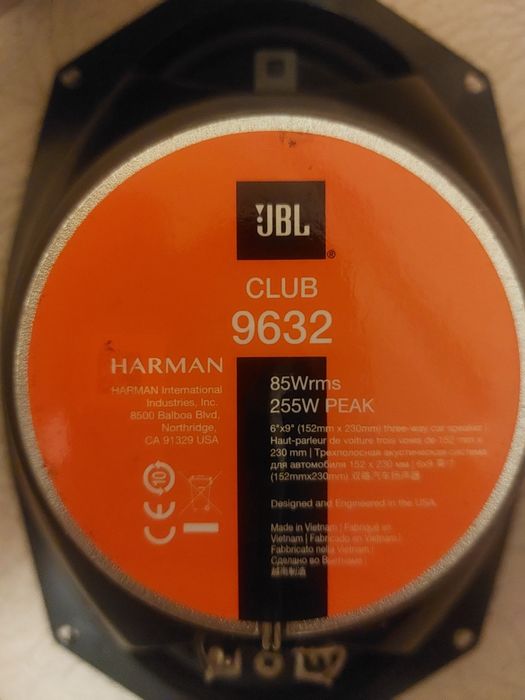 JBL
®
CLUB
9632
HARMAN
HARMAN International
Industries, Inc.
8500 Balboa Blvd,
Northridge,
CA 91329 USA
10
CE
85Wrms
255W PEAK
6"x9" (152mm x 230mm) three-way car speaker |
Haut-parleur de voiture trois voies de 152 mm x
230 mm | Трехполосная акустическая система
для автомобиля 152 x 230 мм | 6x9 英寸
(152mmx230mm) 汽车扬声器
Designed and Engineered in the USA.
Made in Vietnam | Fabriqué en
Vietnam | Fabricado en Vietnam |
Fabbricato nella Vietnam |
Сделано во Вьетнаме |
越南制造